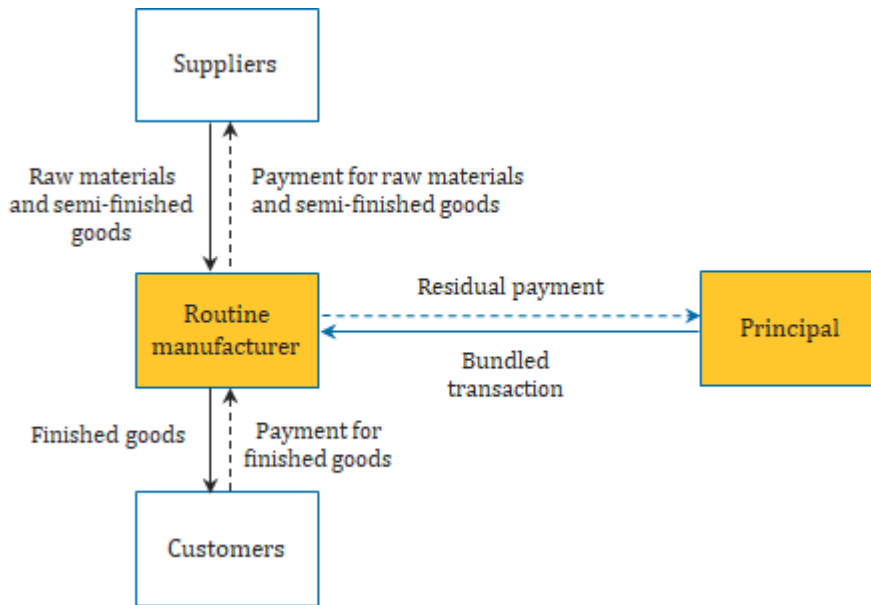 Suppliers
Raw materials
and semi-finished
goods
Payment for raw materials
and semi-finished goods
Routine
manufacturer
Residual payment
Bundled
transaction
Principal
Finished goods
Payment for
finished goods
Customers